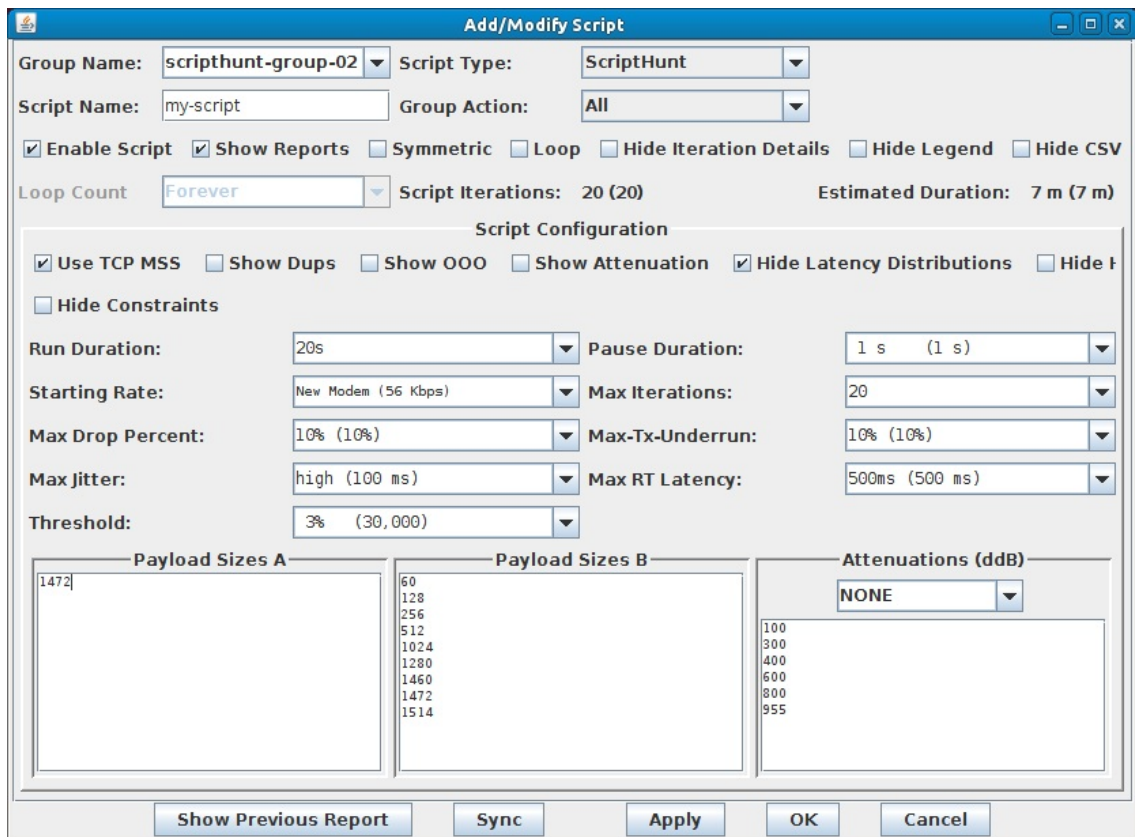 Add/Modify Script
Group Name: scripthunt-group-02 Script Type: ScriptHunt
Script Name: my-script Group Action: All
Enable Script Show Reports Symmetric Loop Hide Iteration Details Hide Legend Hide CSV
Loop Count Forever Script Iterations: 20 (20) Estimated Duration: 7 m (7 m)
Script Configuration
Use TCP MSS Show Dups Show OOO Show Attenuation Hide Latency Distributions Hide
Hide Constraints
Run Duration: 20s Pause Duration: 1 s (1 s)
Starting Rate: New Modem (56 Kbps) Max Iterations: 20
Max Drop Percent: 10% (10%) Max-Tx-Underrun: 10% (10%)
Max Jitter: high (100 ms) Max RT Latency: 500ms (500 ms)
Threshold: 3% (30,000)
Payload Sizes A
1472
Payload Sizes B
60
128
256
512
1024
1280
1460
1472
1514
Attenuations (ddB)
NONE
100
300
400
600
800
955
Show Previous Report Sync Apply OK Cancel